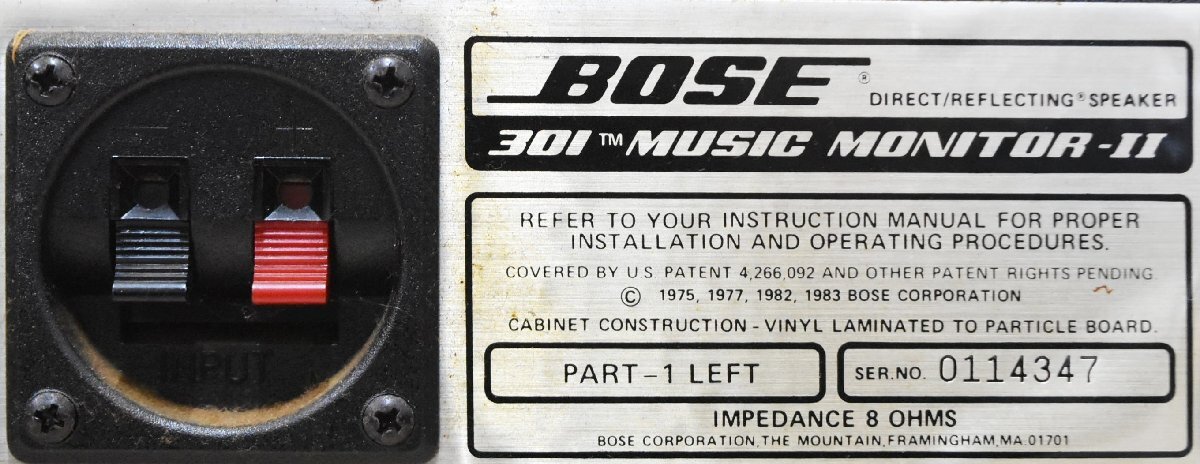 BOSE®
DIRECT/REFLECTING® SPEAKER
301™ MUSIC MONITOR-II
REFER TO YOUR INSTRUCTION MANUAL FOR PROPER
INSTALLATION AND OPERATING PROCEDURES.
COVERED BY U.S. PATENT 4,266,092 AND OTHER PATENT RIGHTS PENDING.
© 1975, 1977, 1982, 1983 BOSE CORPORATION
CABINET CONSTRUCTION - VINYL LAMINATED TO PARTICLE BOARD.
PART-1 LEFT
SER.NO. 0114347
IMPEDANCE 8 OHMS
BOSE CORPORATION, THE MOUNTAIN, FRAMINGHAM, MA 01701
- +
INPUT